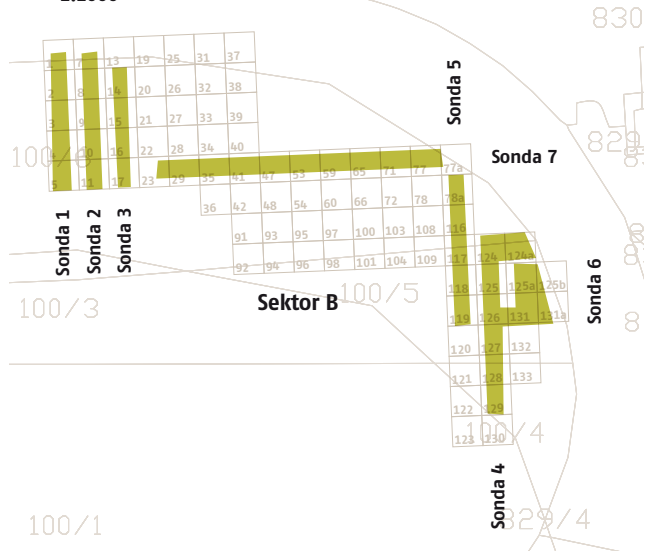 830
1 7 13 19 25 31 37
2 8 14 20 26 32 38
3 9 15 21 27 33 39
829
4 10 16 22 28 34 40
5 11 17 23 29 35 41 47 53 59 65 71 77 77a
36 42 48 54 60 66 72 78 78a
91 93 95 97 100 103 108 116
92 94 96 98 101 104 109 117 124 124a
118 125 125a 125b
119 126 131 131a
120 127 132
121 128 133
122 129
123 130
Sonda 5
Sonda 7
Sonda 1
Sonda 2
Sonda 3
Sonda 6
Sektor B
100/3
100/5
100/4
Sonda 4
829/4
100/1